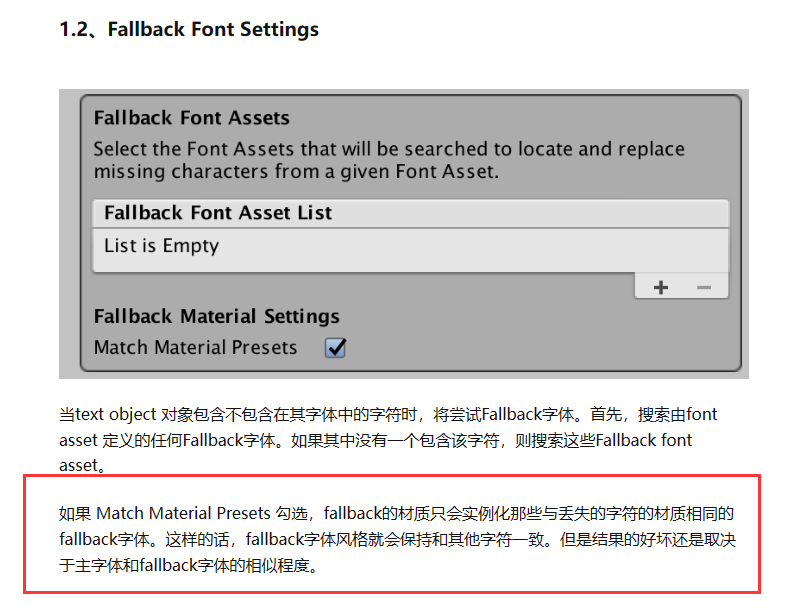 1.2、Fallback Font Settings
Fallback Font Assets
Select the Font Assets that will be searched to locate and replace
missing characters from a given Font Asset.
Fallback Font Asset List
List is Empty
Fallback Material Settings
Match Material Presets
当text object 对象包含不包含在其字体中的字符时，将尝试Fallback字体。首先，搜索由font
asset 定义的任何Fallback字体。如果其中没有一个包含该字符，则搜索这些Fallback font
asset。
如果 Match Material Presets 勾选，fallback的材质只会实例化那些与丢失的字符的材质相同的
fallback字体。这样的话，fallback字体风格就会保持和其他字符一致。但是结果的好坏还是取决
于主字体和fallback字体的相似程度。